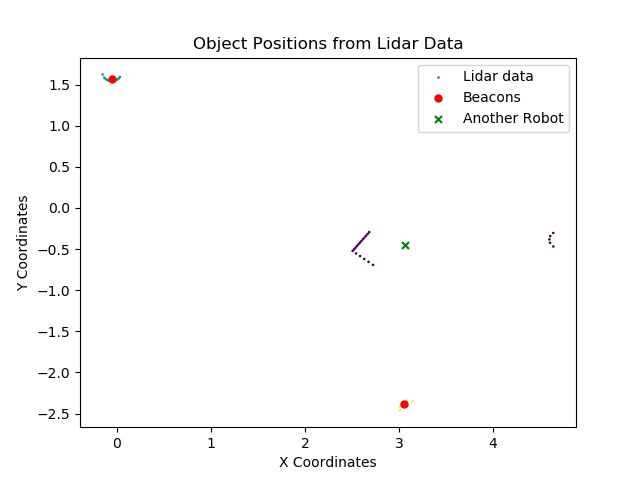 Object Positions from Lidar Data
Lidar data
Beacons
Another Robot
1.5
1.0
0.5
0.0
−0.5
−1.0
−1.5
−2.0
−2.5
Y Coordinates
0 1 2 3 4
X Coordinates